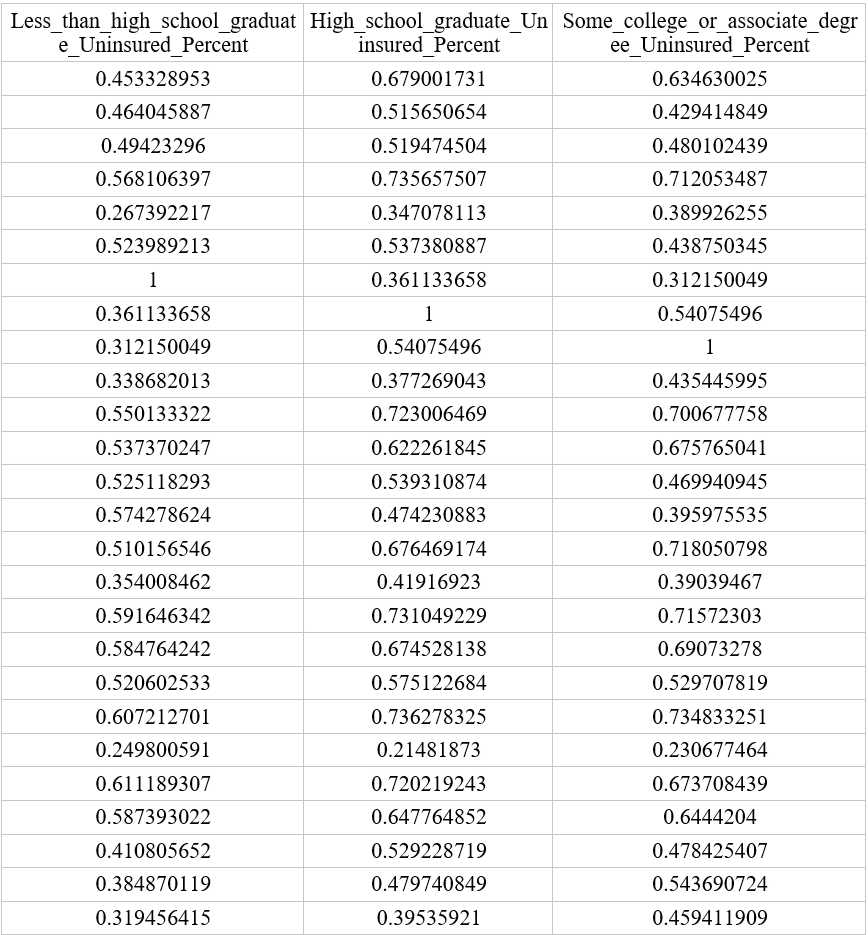 Less_than_high_school_graduat High_school_graduate_Un Some_college_or_associate_degr
e_Uninsured_Percent insured_Percent ee_Uninsured_Percent
0.453328953 0.679001731 0.634630025
0.464045887 0.515650654 0.429414849
0.49423296 0.519474504 0.480102439
0.568106397 0.735657507 0.712053487
0.267392217 0.347078113 0.389926255
0.523989213 0.537380887 0.438750345
1 0.361133658 0.312150049
0.361133658 1 0.54075496
0.312150049 0.54075496 1
0.338682013 0.377269043 0.435445995
0.550133322 0.723006469 0.700677758
0.537370247 0.622261845 0.675765041
0.525118293 0.539310874 0.469940945
0.574278624 0.474230883 0.395975535
0.510156546 0.676469174 0.718050798
0.354008462 0.41916923 0.39039467
0.591646342 0.731049229 0.71572303
0.584764242 0.674528138 0.69073278
0.520602533 0.575122684 0.529707819
0.607212701 0.736278325 0.734833251
0.249800591 0.21481873 0.230677464
0.611189307 0.720219243 0.673708439
0.587393022 0.647764852 0.6444204
0.410805652 0.529228719 0.478425407
0.384870119 0.479740849 0.543690724
0.319456415 0.39535921 0.459411909